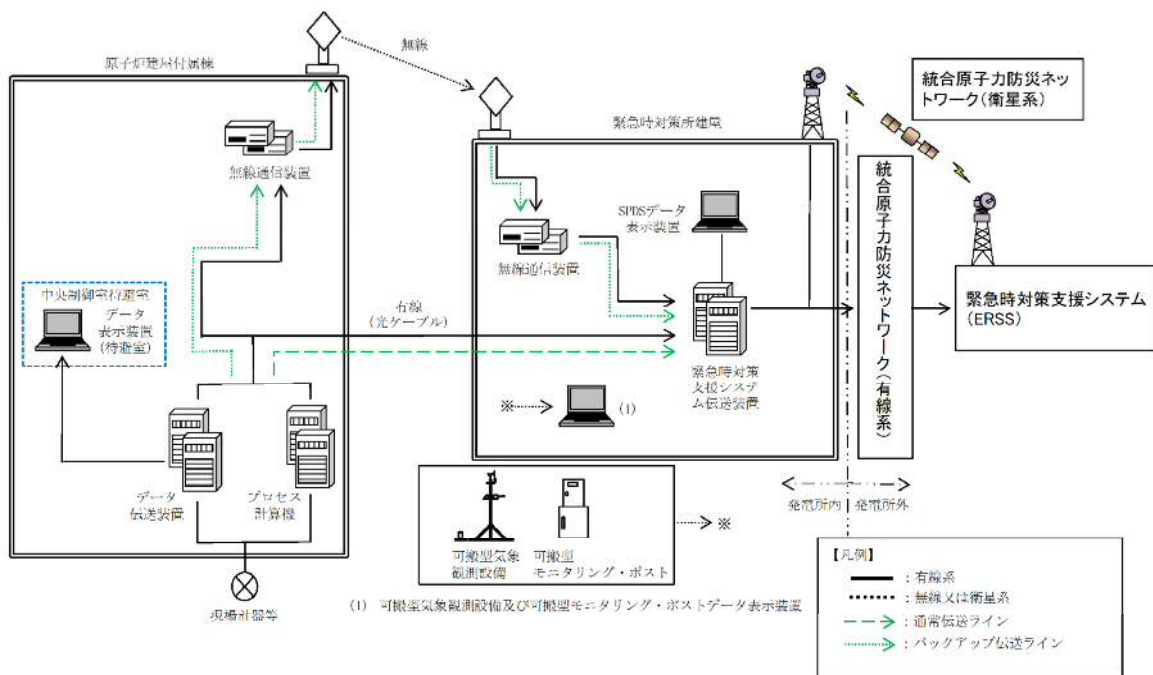 原子炉建屋付属棟
無線
無線通信装置
中央制御室待避室
データ
表示装置
(待避室)
データ
伝送装置
プロセス
計算機
現場計器等
有線
(光ケーブル)
緊急時対策所建屋
無線通信装置
SPDSデータ
表示装置
緊急時対策
支援システ
ム伝送装置
※
(1)
可搬型気象
観測設備
可搬型
モニタリング・ポスト
※
(1) 可搬型気象観測設備及び可搬型モニタリング・ポストデータ表示装置
統合原子力防災ネッ
トワーク(衛星系)
統合原子力防災ネットワーク(有線系)
緊急時対策支援システム
(ERSS)
発電所内
発電所外
【凡例】
:有線系
:無線又は衛星系
:通常伝送ライン
:バックアップ伝送ライン